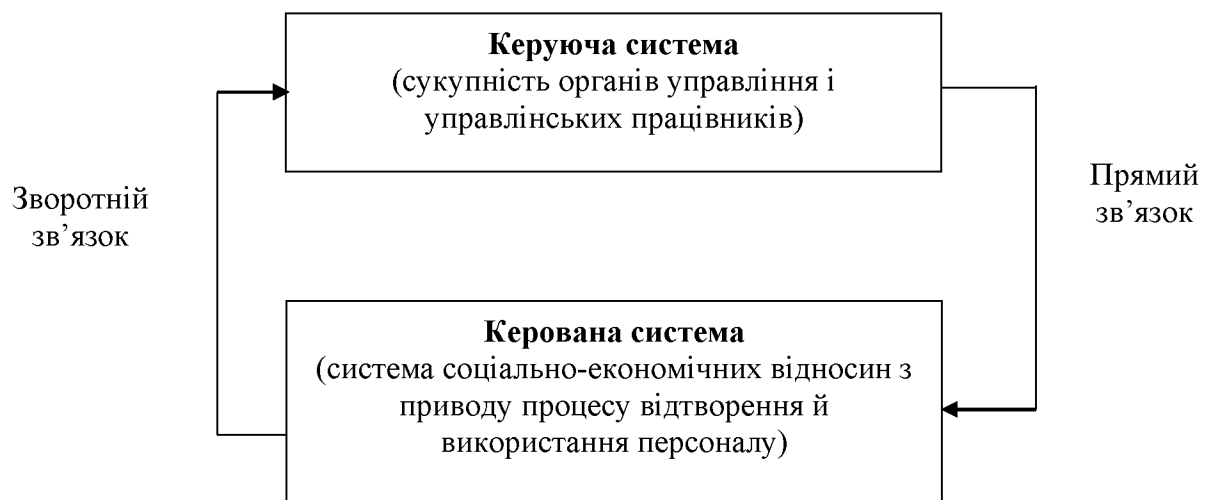 Керуюча система
(сукупність органів управління і
управлінських працівників)
Зворотній
зв’язок
Прямий
зв’язок
Керована система
(система соціально-економічних відносин з
приводу процесу відтворення й
використання персоналу)